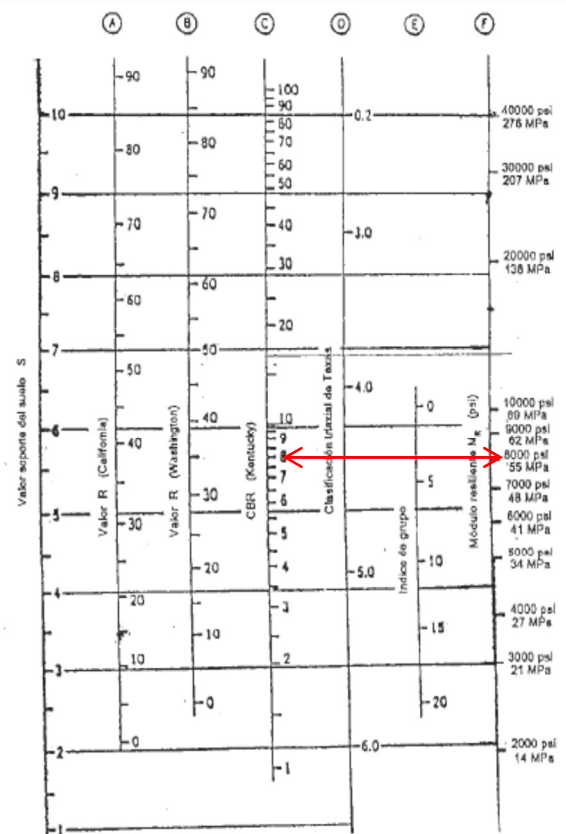 A B C D E F
Valor soporte del suelo S
10
9
8
7
6
5
4
3
2
1
Valor R (California)
90
80
70
60
50
40
30
20
10
0
Valor R (Washington)
90
80
70
60
50
40
30
20
10
0
CBR (Kentucky)
100
90
80
70
60
50
40
30
20
10
9
8
7
6
5
4
3
2
1
Clasificación triaxial de Texas
0.2
3.0
4.0
5.0
6.0
Indice de grupo
0
5
10
15
20
Módulo resiliente MR (psi)
40000 psi
276 MPa
30000 psi
207 MPa
20000 psi
138 MPa
10000 psi
69 MPa
9000 psi
62 MPa
8000 psi
55 MPa
7000 psi
48 MPa
6000 psi
41 MPa
5000 psi
34 MPa
4000 psi
27 MPa
3000 psi
21 MPa
2000 psi
14 MPa